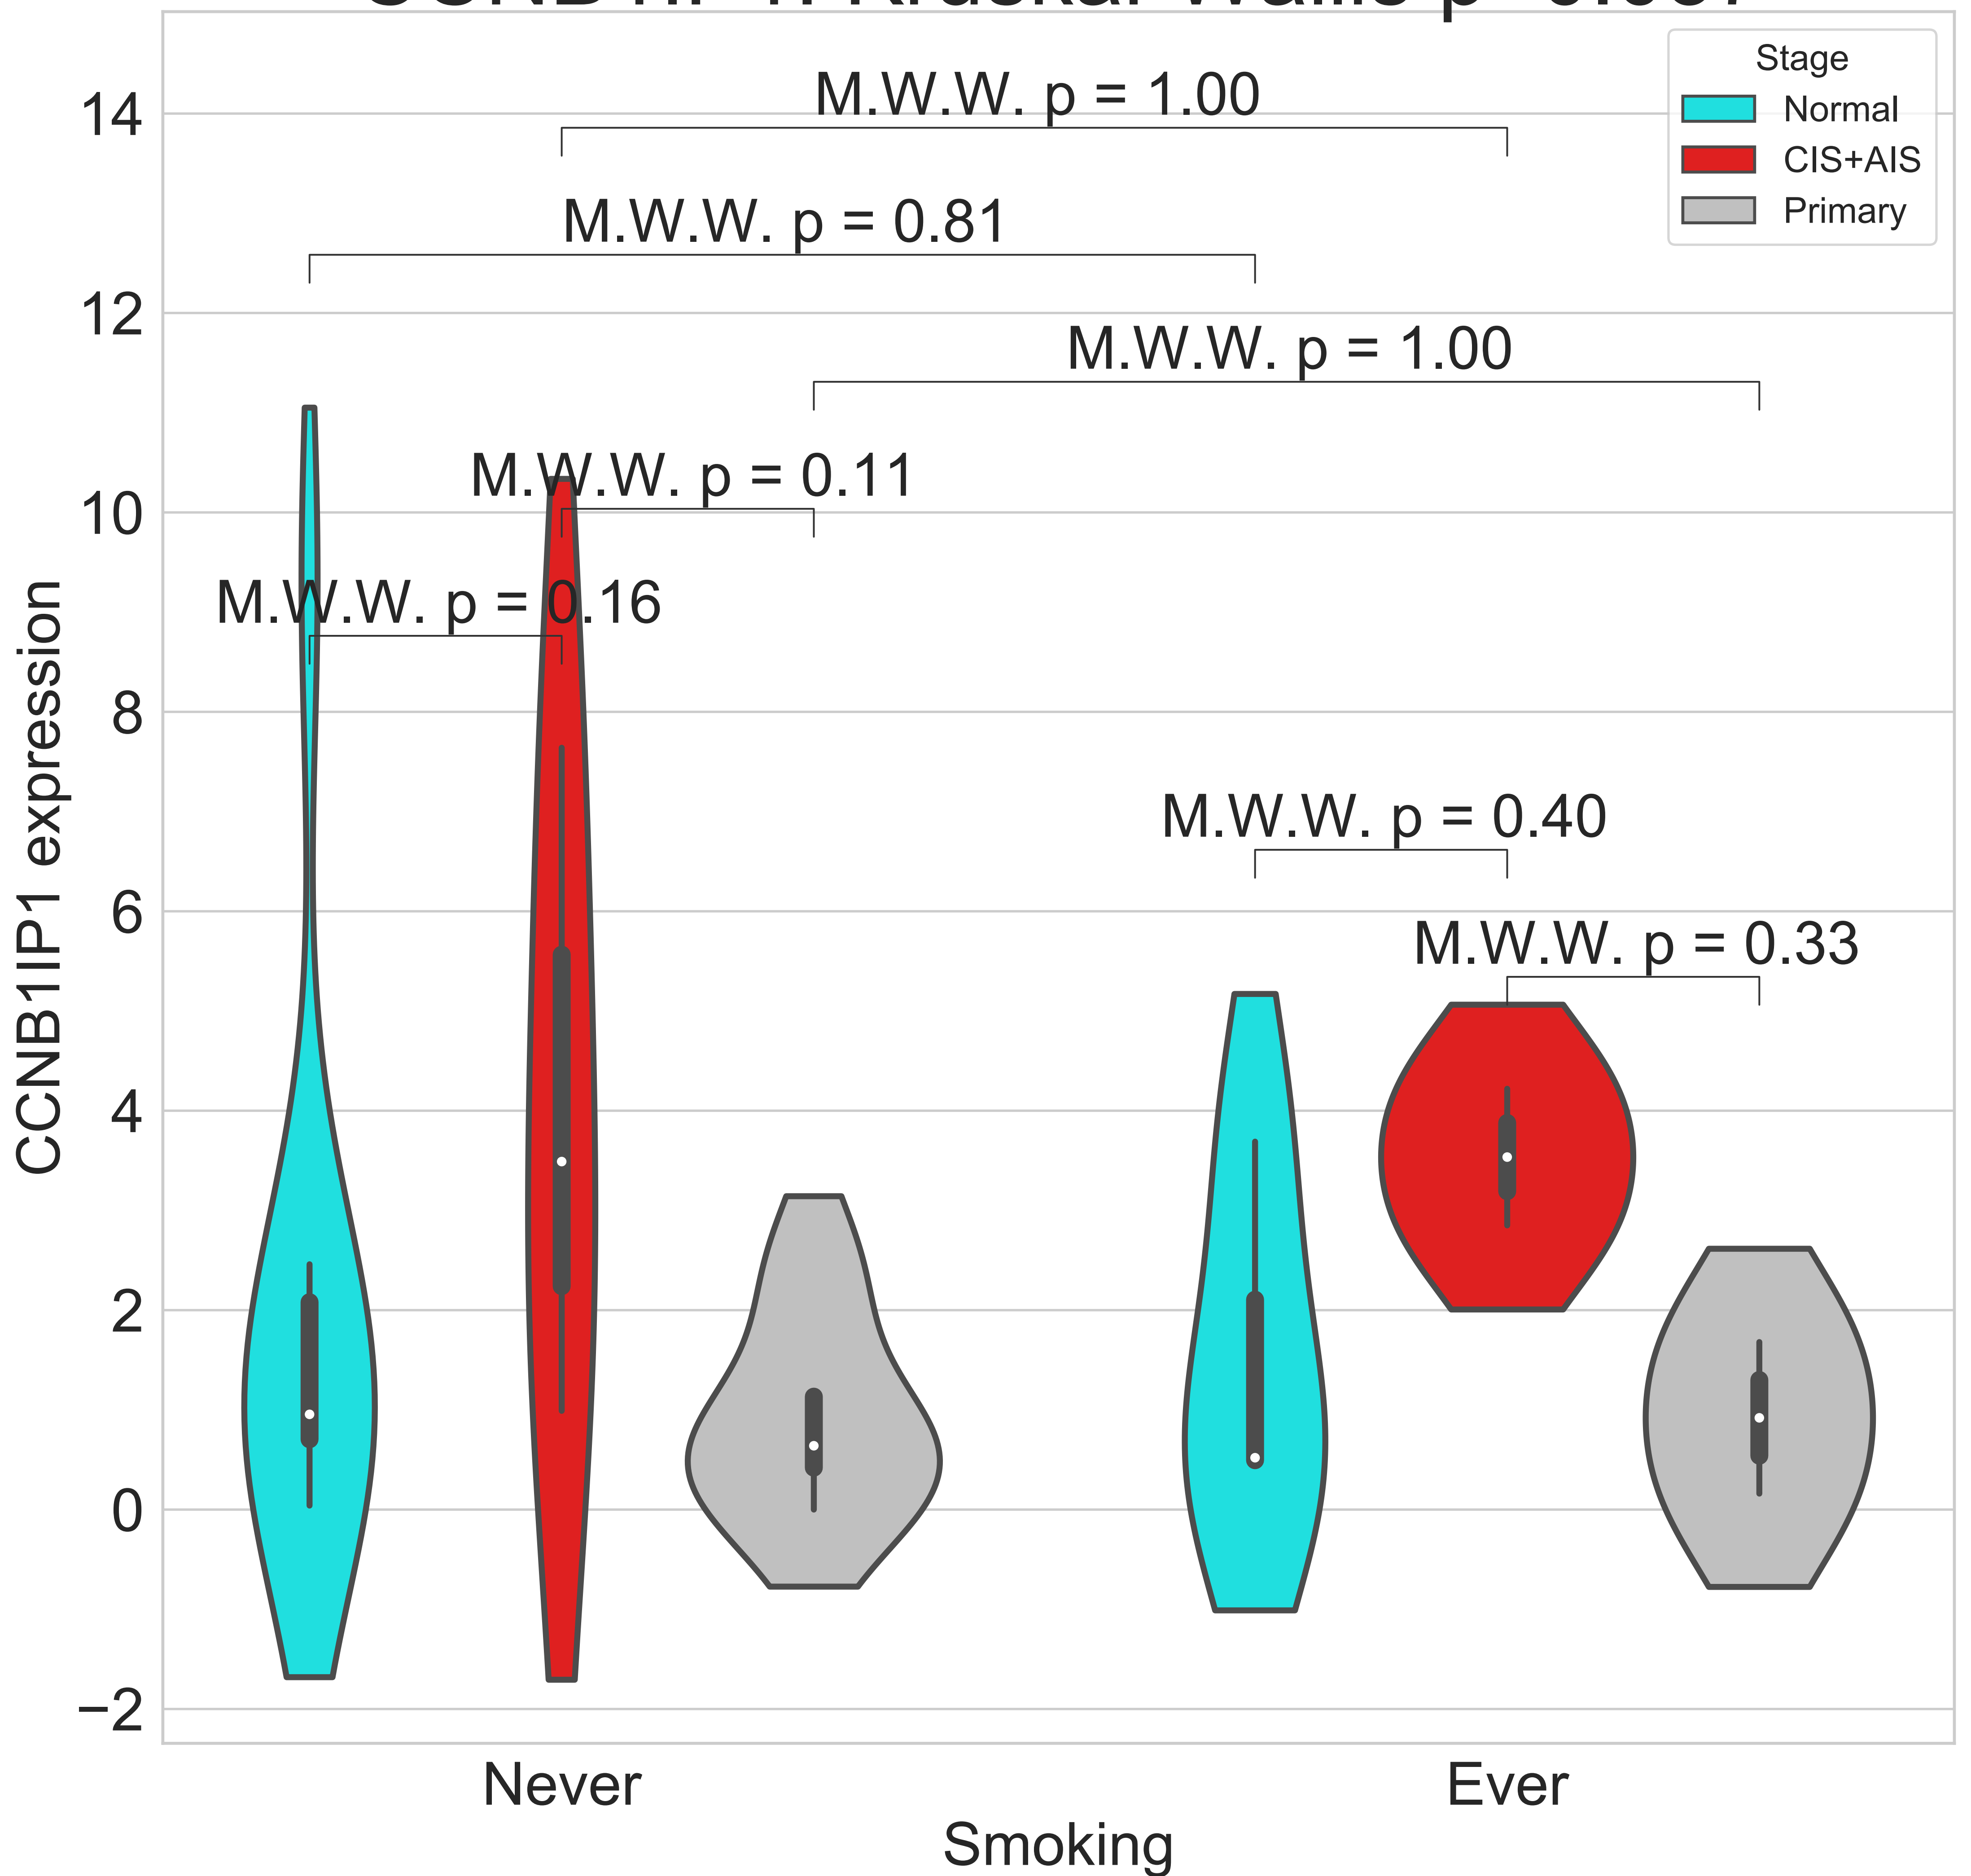 Stage
Normal
CIS+AIS
Primary
M.W.W. p = 1.00
M.W.W. p = 0.81
M.W.W. p = 1.00
M.W.W. p = 0.11
M.W.W. p = 0.16
M.W.W. p = 0.40
M.W.W. p = 0.33
14
12
10
8
6
4
2
0
−2
CCNB1IP1 expression
Never
Ever
Smoking